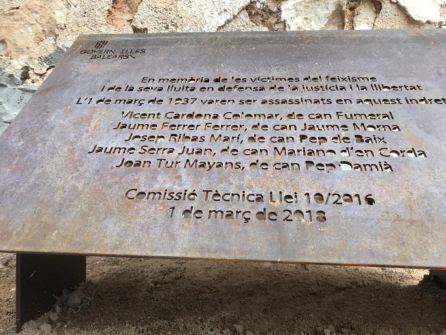 GOVERN ILLES
BALEARS
En memòria de les víctimes del feixisme
i de la seva lluita en defensa de la justícia i la llibertat
L'1 de març de 1937 varen ser assassinats en aquest indret
Vicent Cardona Colomar, de can Fumeral
Jaume Ferrer Ferrer, de can Jaume Morna
Josep Ribas Marí, de can Pep de Baix
Jaume Serra Juan, de can Mariano d'en Corda
Joan Tur Mayans, de can Pep Damià
Comissió Tècnica Llei 10/2016
1 de març de 2018